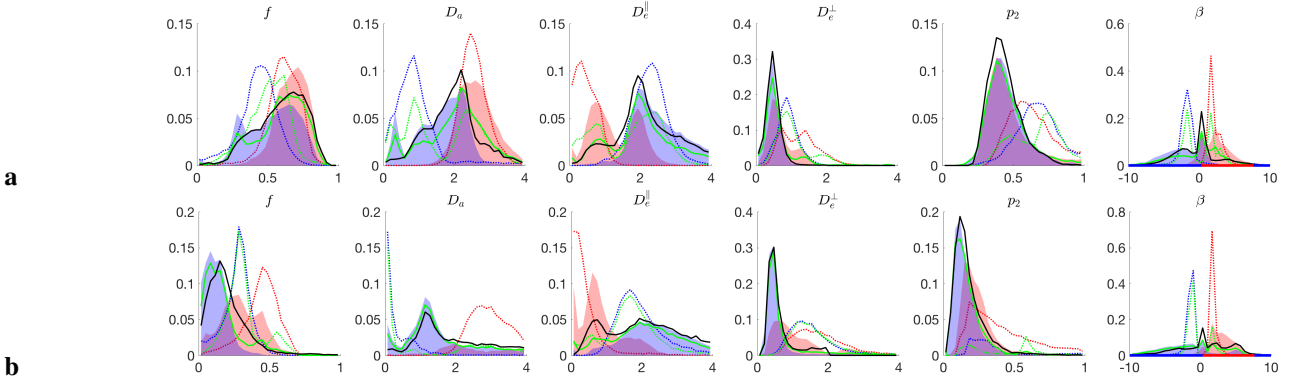 f D_a D_e^∥ D_e^⊥ p_2 β
0.15 0.15 0.15 0.4 0.15 0.8
0.1 0.1 0.1 0.3 0.1 0.6
0.2 0.4
0.05 0.05 0.05 0.1 0.05 0.2
0 0 0 0 0 0
0 0.5 1 0 2 4 0 2 4 0 2 4 0 0.5 1 -10 0 10
a
f D_a D_e^∥ D_e^⊥ p_2 β
0.2 0.2 0.2 0.4 0.2 0.8
0.15 0.15 0.15 0.3 0.15 0.6
0.1 0.1 0.1 0.2 0.1 0.4
0.05 0.05 0.05 0.1 0.05 0.2
0 0 0 0 0 0
0 0.5 1 0 2 4 0 2 4 0 2 4 0 0.5 1 -10 0 10
b